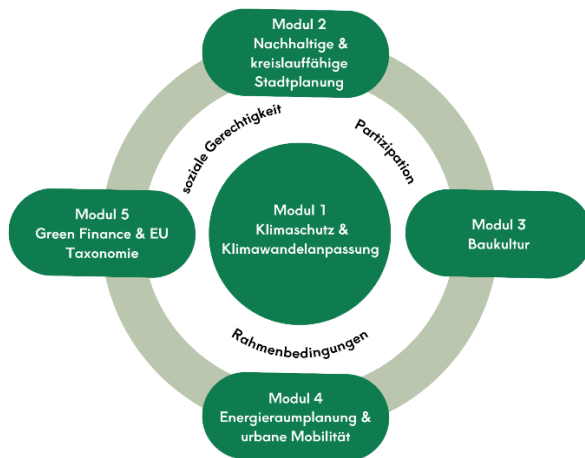 Modul 2
Nachhaltige &
kreislauffähige
Stadtplanung
soziale Gerechtigkeit
Partizipation
Modul 1
Klimaschutz &
Klimawandelanpassung
Modul 5
Green Finance & EU
Taxonomie
Modul 3
Baukultur
Rahmenbedingungen
Modul 4
Energieraumplanung &
urbane Mobilität